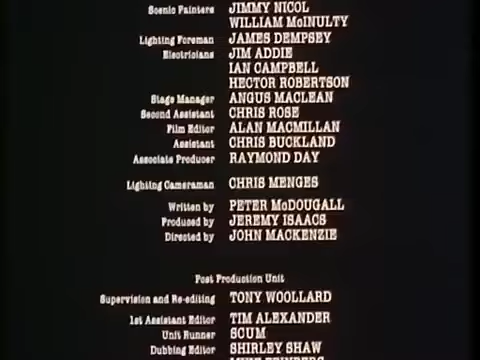 Scenic Painters JIMMY NICOL
WILLIAM McINULTY
Lighting Foreman JAMES DEMPSEY
Electricians JIM ADDIE
IAN CAMPBELL
HECTOR ROBERTSON
Stage Manager ANGUS MACLEAN
Second Assistant CHRIS ROSE
Film Editor ALAN MACMILLAN
Assistant CHRIS BUCKLAND
Associate Producer RAYMOND DAY
Lighting Cameraman CHRIS MENGES
Written by PETER McDOUGALL
Produced by JEREMY ISAACS
Directed by JOHN MACKENZIE
Post Production Unit
Supervision and Re-editing TONY WOOLLARD
1st Assistant Editor TIM ALEXANDER
Unit Runner SCUM
Dubbing Editor SHIRLEY SHAW